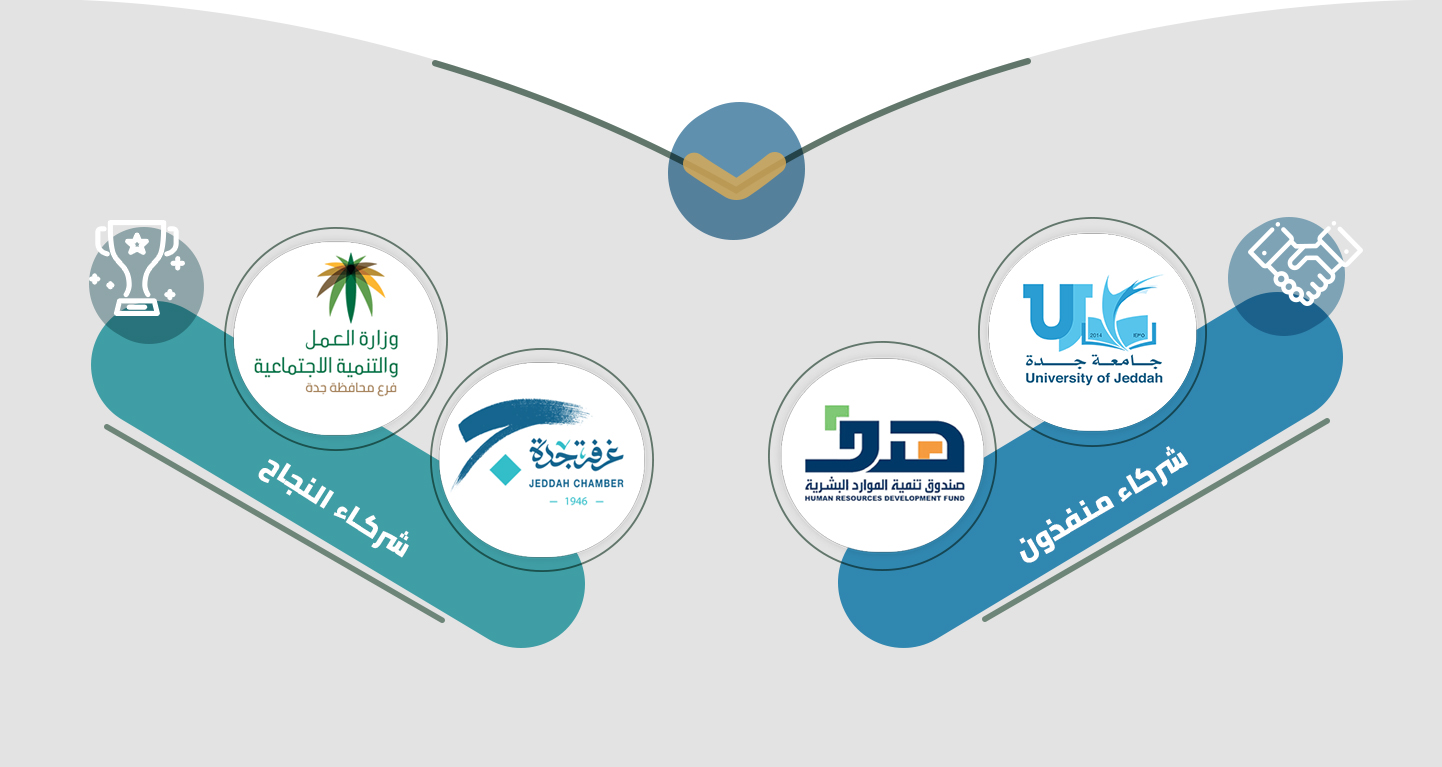 جامعة جدة
University of Jeddah
2014
هدف
صندوق تنمية الموارد البشرية
HUMAN RESOURCES DEVELOPMENT FUND
شركاء منفذون
وزارة العمل
والتنمية الاجتماعية
فرع محافظة جدة
غرفة جدة
JEDDAH CHAMBER
– 1946 –
شركاء النجاح